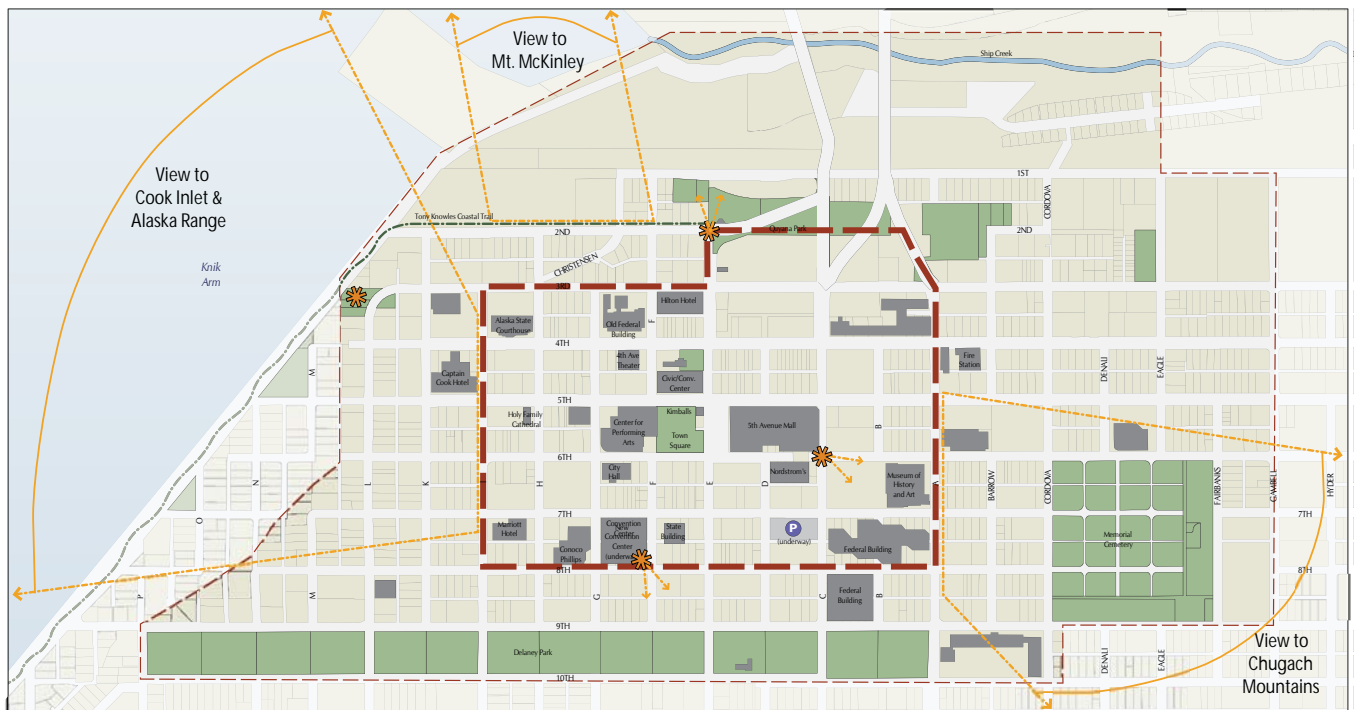 View to
Mt. McKinley
Ship Creek
View to
Cook Inlet &
Alaska Range
1ST
CORDOVA
Tony Knowles Coastal Trail
2ND
Quyana Park
2ND
Knik
Arm
CHRISTENSEN
3RD
Hilton Hotel
Alaska State
Courthouse
Old Federal
Building
F
4TH
4th Ave
Theater
Fire
Station
Captain
Cook Hotel
Civic/Conv.
Center
DENALI
EAGLE
M
5TH
Holy Family
Cathedral
Center for
Performing
Arts
Kimballs
Town
Square
5th Avenue Mall
B
6TH
City
Hall
Nordstrom's
Museum of
History
and Art
O
N
L
K
I
H
F
E
D
A
BARROW
CORDOVA
FAIRBANKS
GAMBELL
HYDER
7TH
7TH
Marriott
Hotel
Conoco
Phillips
Convention
Center
New
Convention
Center
(underway)
State
Building
P
(underway)
Federal Building
Memorial
Cemetery
8TH
8TH
P
M
G
C
B
Federal
Building
9TH
Delaney Park
10TH
DENALI
EAGLE
View to
Chugach
Mountains